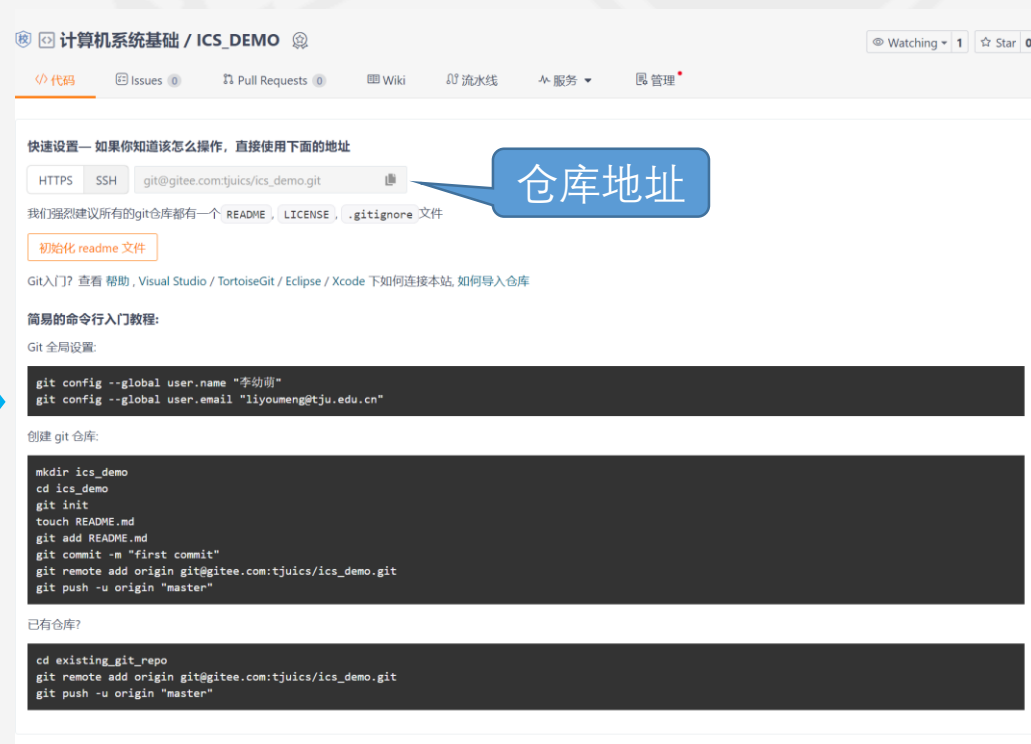 校 计算机系统基础 / ICS_DEMO
Watching 1 Star 0
代码 Issues 0 Pull Requests 0 Wiki 流水线 服务 管理
快速设置— 如果你知道该怎么操作，直接使用下面的地址
HTTPS SSH git@gitee.com:tjuics/ics_demo.git
仓库地址
我们强烈建议所有的git仓库都有一个 README , LICENSE , .gitignore 文件
初始化 readme 文件
Git入门？查看 帮助 , Visual Studio / TortoiseGit / Eclipse / Xcode 下如何连接本站, 如何导入仓库
简易的命令行入门教程:
Git 全局设置:
git config --global user.name "李幼萌"
git config --global user.email "liyoumeng@tju.edu.cn"
创建 git 仓库:
mkdir ics_demo
cd ics_demo
git init
touch README.md
git add README.md
git commit -m "first commit"
git remote add origin git@gitee.com:tjuics/ics_demo.git
git push -u origin "master"
已有仓库?
cd existing_git_repo
git remote add origin git@gitee.com:tjuics/ics_demo.git
git push -u origin "master"